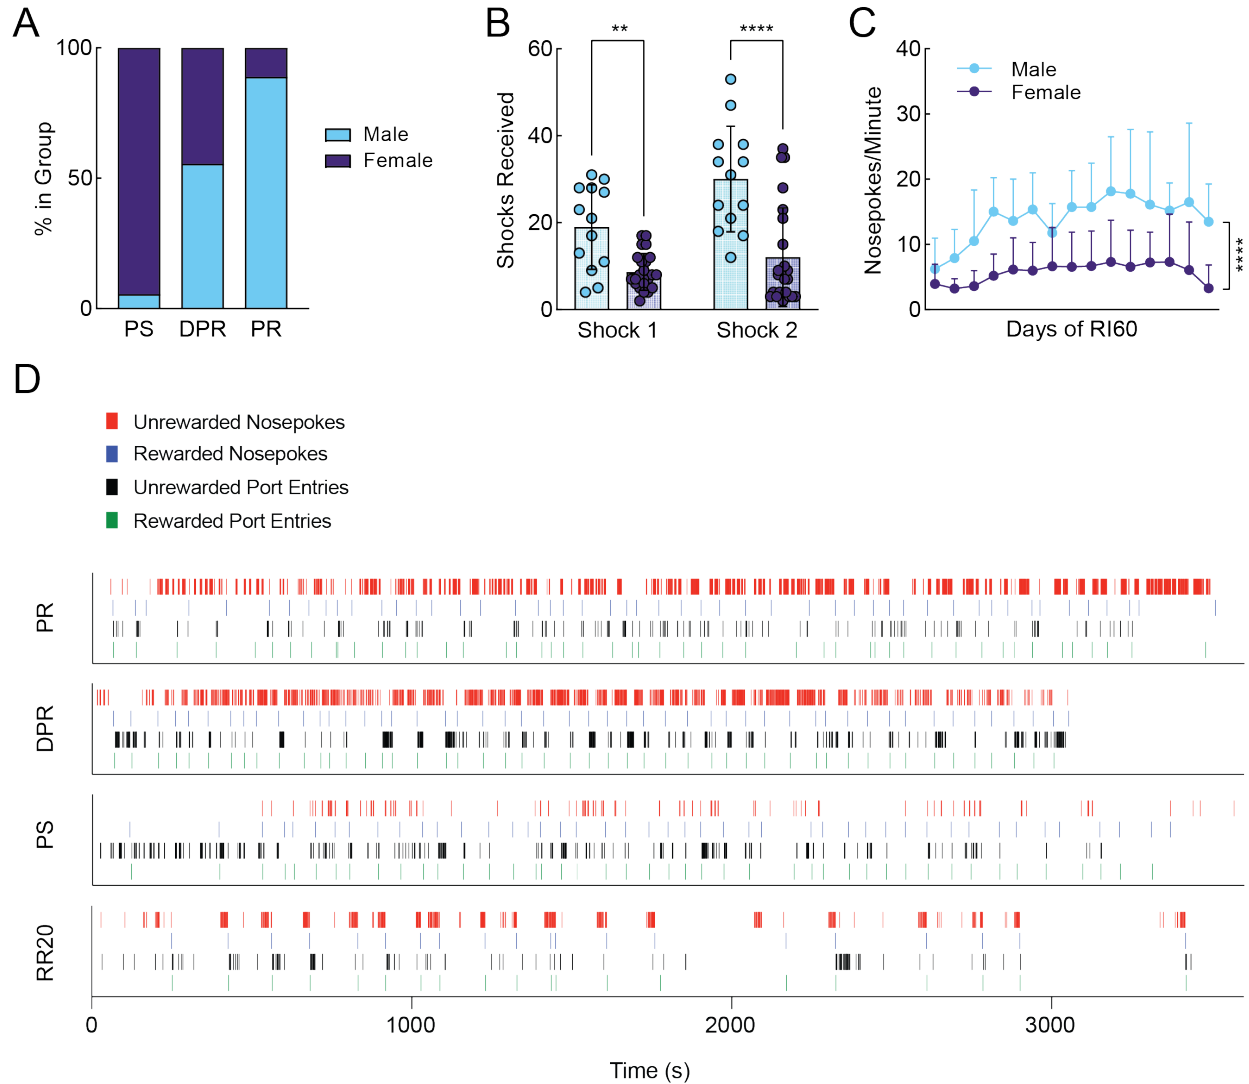 A
% in Group
100
50
0
PS DPR PR
Male
Female
B
Shocks Received
60
40
20
0
** ****
Shock 1 Shock 2
C
Nosepokes/Minute
40
30
20
10
0
Male
Female
****
Days of RI60
D
Unrewarded Nosepokes
Rewarded Nosepokes
Unrewarded Port Entries
Rewarded Port Entries
PR
DPR
PS
RR20
0 1000 2000 3000
Time (s)